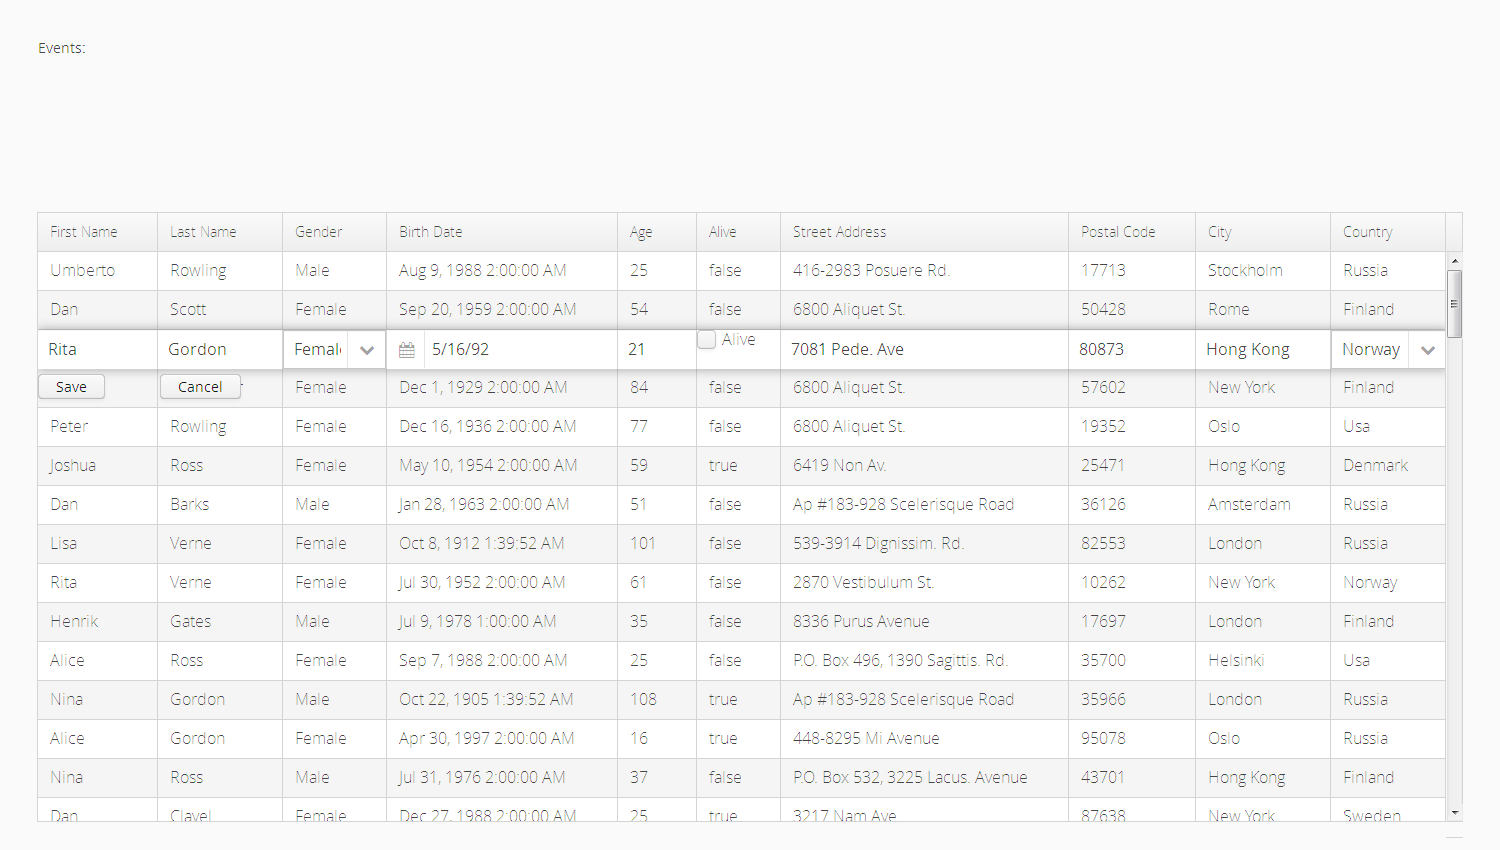 Events:
First Name Last Name Gender Birth Date Age Alive Street Address Postal Code City Country
Umberto Rowling Male Aug 9, 1988 2:00:00 AM 25 false 416-2983 Posuere Rd. 17713 Stockholm Russia
Dan Scott Female Sep 20, 1959 2:00:00 AM 54 false 6800 Aliquet St. 50428 Rome Finland
Rita Gordon Female 5/16/92 21 Alive 7081 Pede. Ave 80873 Hong Kong Norway
Save Cancel Female Dec 1, 1929 2:00:00 AM 84 false 6800 Aliquet St. 57602 New York Finland
Peter Rowling Female Dec 16, 1936 2:00:00 AM 77 false 6800 Aliquet St. 19352 Oslo Usa
Joshua Ross Female May 10, 1954 2:00:00 AM 59 true 6419 Non Av. 25471 Hong Kong Denmark
Dan Barks Male Jan 28, 1963 2:00:00 AM 51 false Ap #183-928 Scelerisque Road 36126 Amsterdam Russia
Lisa Verne Female Oct 8, 1912 1:39:52 AM 101 false 539-3914 Dignissim. Rd. 82553 London Russia
Rita Verne Female Jul 30, 1952 2:00:00 AM 61 false 2870 Vestibulum St. 10262 New York Norway
Henrik Gates Male Jul 9, 1978 1:00:00 AM 35 false 8336 Purus Avenue 17697 London Finland
Alice Ross Female Sep 7, 1988 2:00:00 AM 25 false P.O. Box 496, 1390 Sagittis. Rd. 35700 Helsinki Usa
Nina Gordon Male Oct 22, 1905 1:39:52 AM 108 true Ap #183-928 Scelerisque Road 35966 London Russia
Alice Gordon Female Apr 30, 1997 2:00:00 AM 16 true 448-8295 Mi Avenue 95078 Oslo Russia
Nina Ross Male Jul 31, 1976 2:00:00 AM 37 false P.O. Box 532, 3225 Lacus. Avenue 43701 Hong Kong Finland
Dan Clavel Female Dec 27, 1988 2:00:00 AM 25 true 3217 Nam Ave 87638 New York Sweden